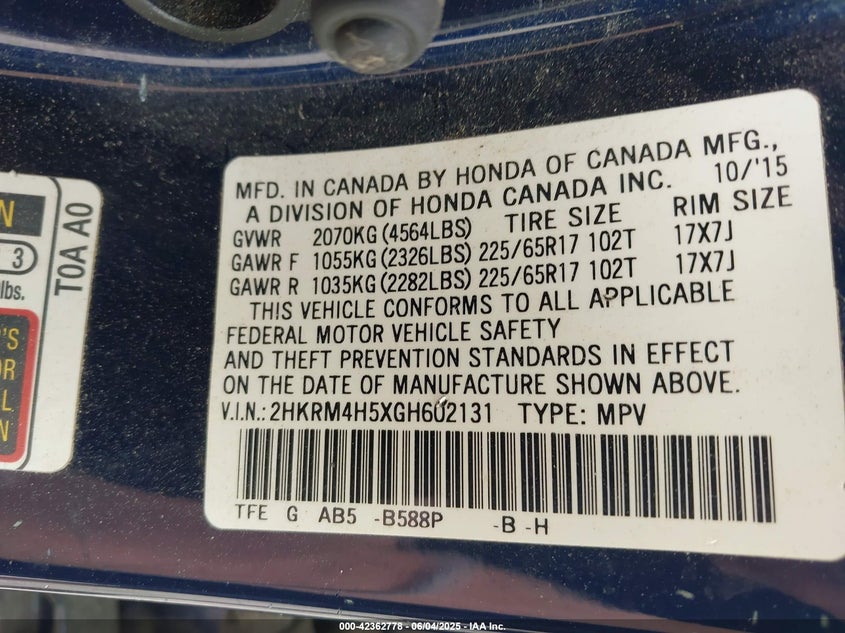 N
3
lbs.
T0A A0
'S
OR
L
N
MFD. IN CANADA BY HONDA OF CANADA MFG.,
A DIVISION OF HONDA CANADA INC. 10/'15
GVWR 2070KG(4564LBS) TIRE SIZE RIM SIZE
GAWR F 1055KG(2326LBS) 225/65R17 102T 17X7J
GAWR R 1035KG(2282LBS) 225/65R17 102T 17X7J
THIS VEHICLE CONFORMS TO ALL APPLICABLE
FEDERAL MOTOR VEHICLE SAFETY
AND THEFT PREVENTION STANDARDS IN EFFECT
ON THE DATE OF MANUFACTURE SHOWN ABOVE.
V.I.N.: 2HKRM4H5XGH602131 TYPE: MPV
TFE G AB5 -B588P -B -H
000-42362778 - 06/04/2025 - IAA Inc.